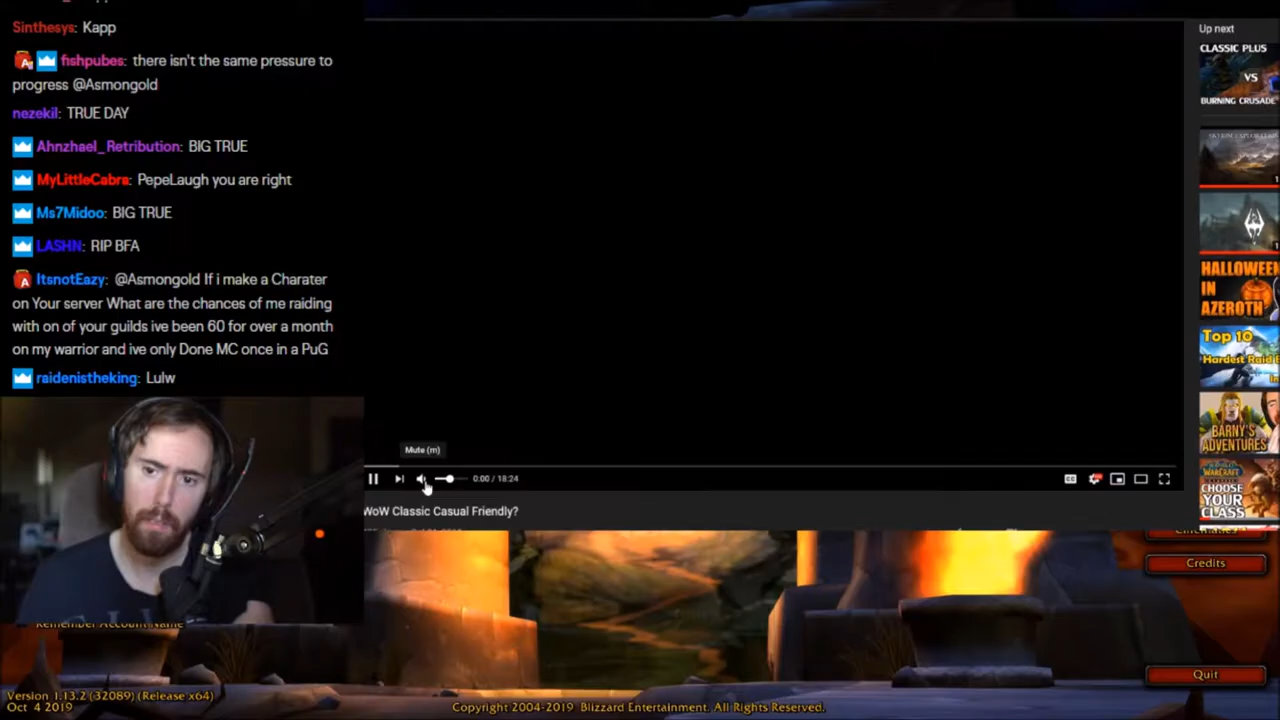 Sinthesys: Kapp
fishpubes: there isn't the same pressure to
progress @Asmongold
nezekil: TRUE DAY
Ahnzhael_Retribution: BIG TRUE
MyLittleCabra: PepeLaugh you are right
Ms7Midoo: BIG TRUE
LASHN: RIP BFA
ItsnotEazy: @Asmongold If i make a Charater
on Your server What are the chances of me raiding
with on of your guilds ive been 60 for over a month
on my warrior and ive only Done MC once in a PuG
raidenistheking: Lulw
Mute (m)
0:00 / 18:24
WoW Classic Casual Friendly?
Up next
CLASSIC PLUS
VS
BURNING CRUSADE
HALLOWEEN
IN
AZEROTH
Top 10
Hardest Raid
BARNY'S
ADVENTURES
WARCRAFT
CHOOSE
YOUR
CLASS
Cinematics
Credits
Quit
Remember Account Name
Version 1.13.2 (32089) (Release x64)
Oct 4 2019
Copyright 2004-2019 Blizzard Entertainment. All Rights Reserved.